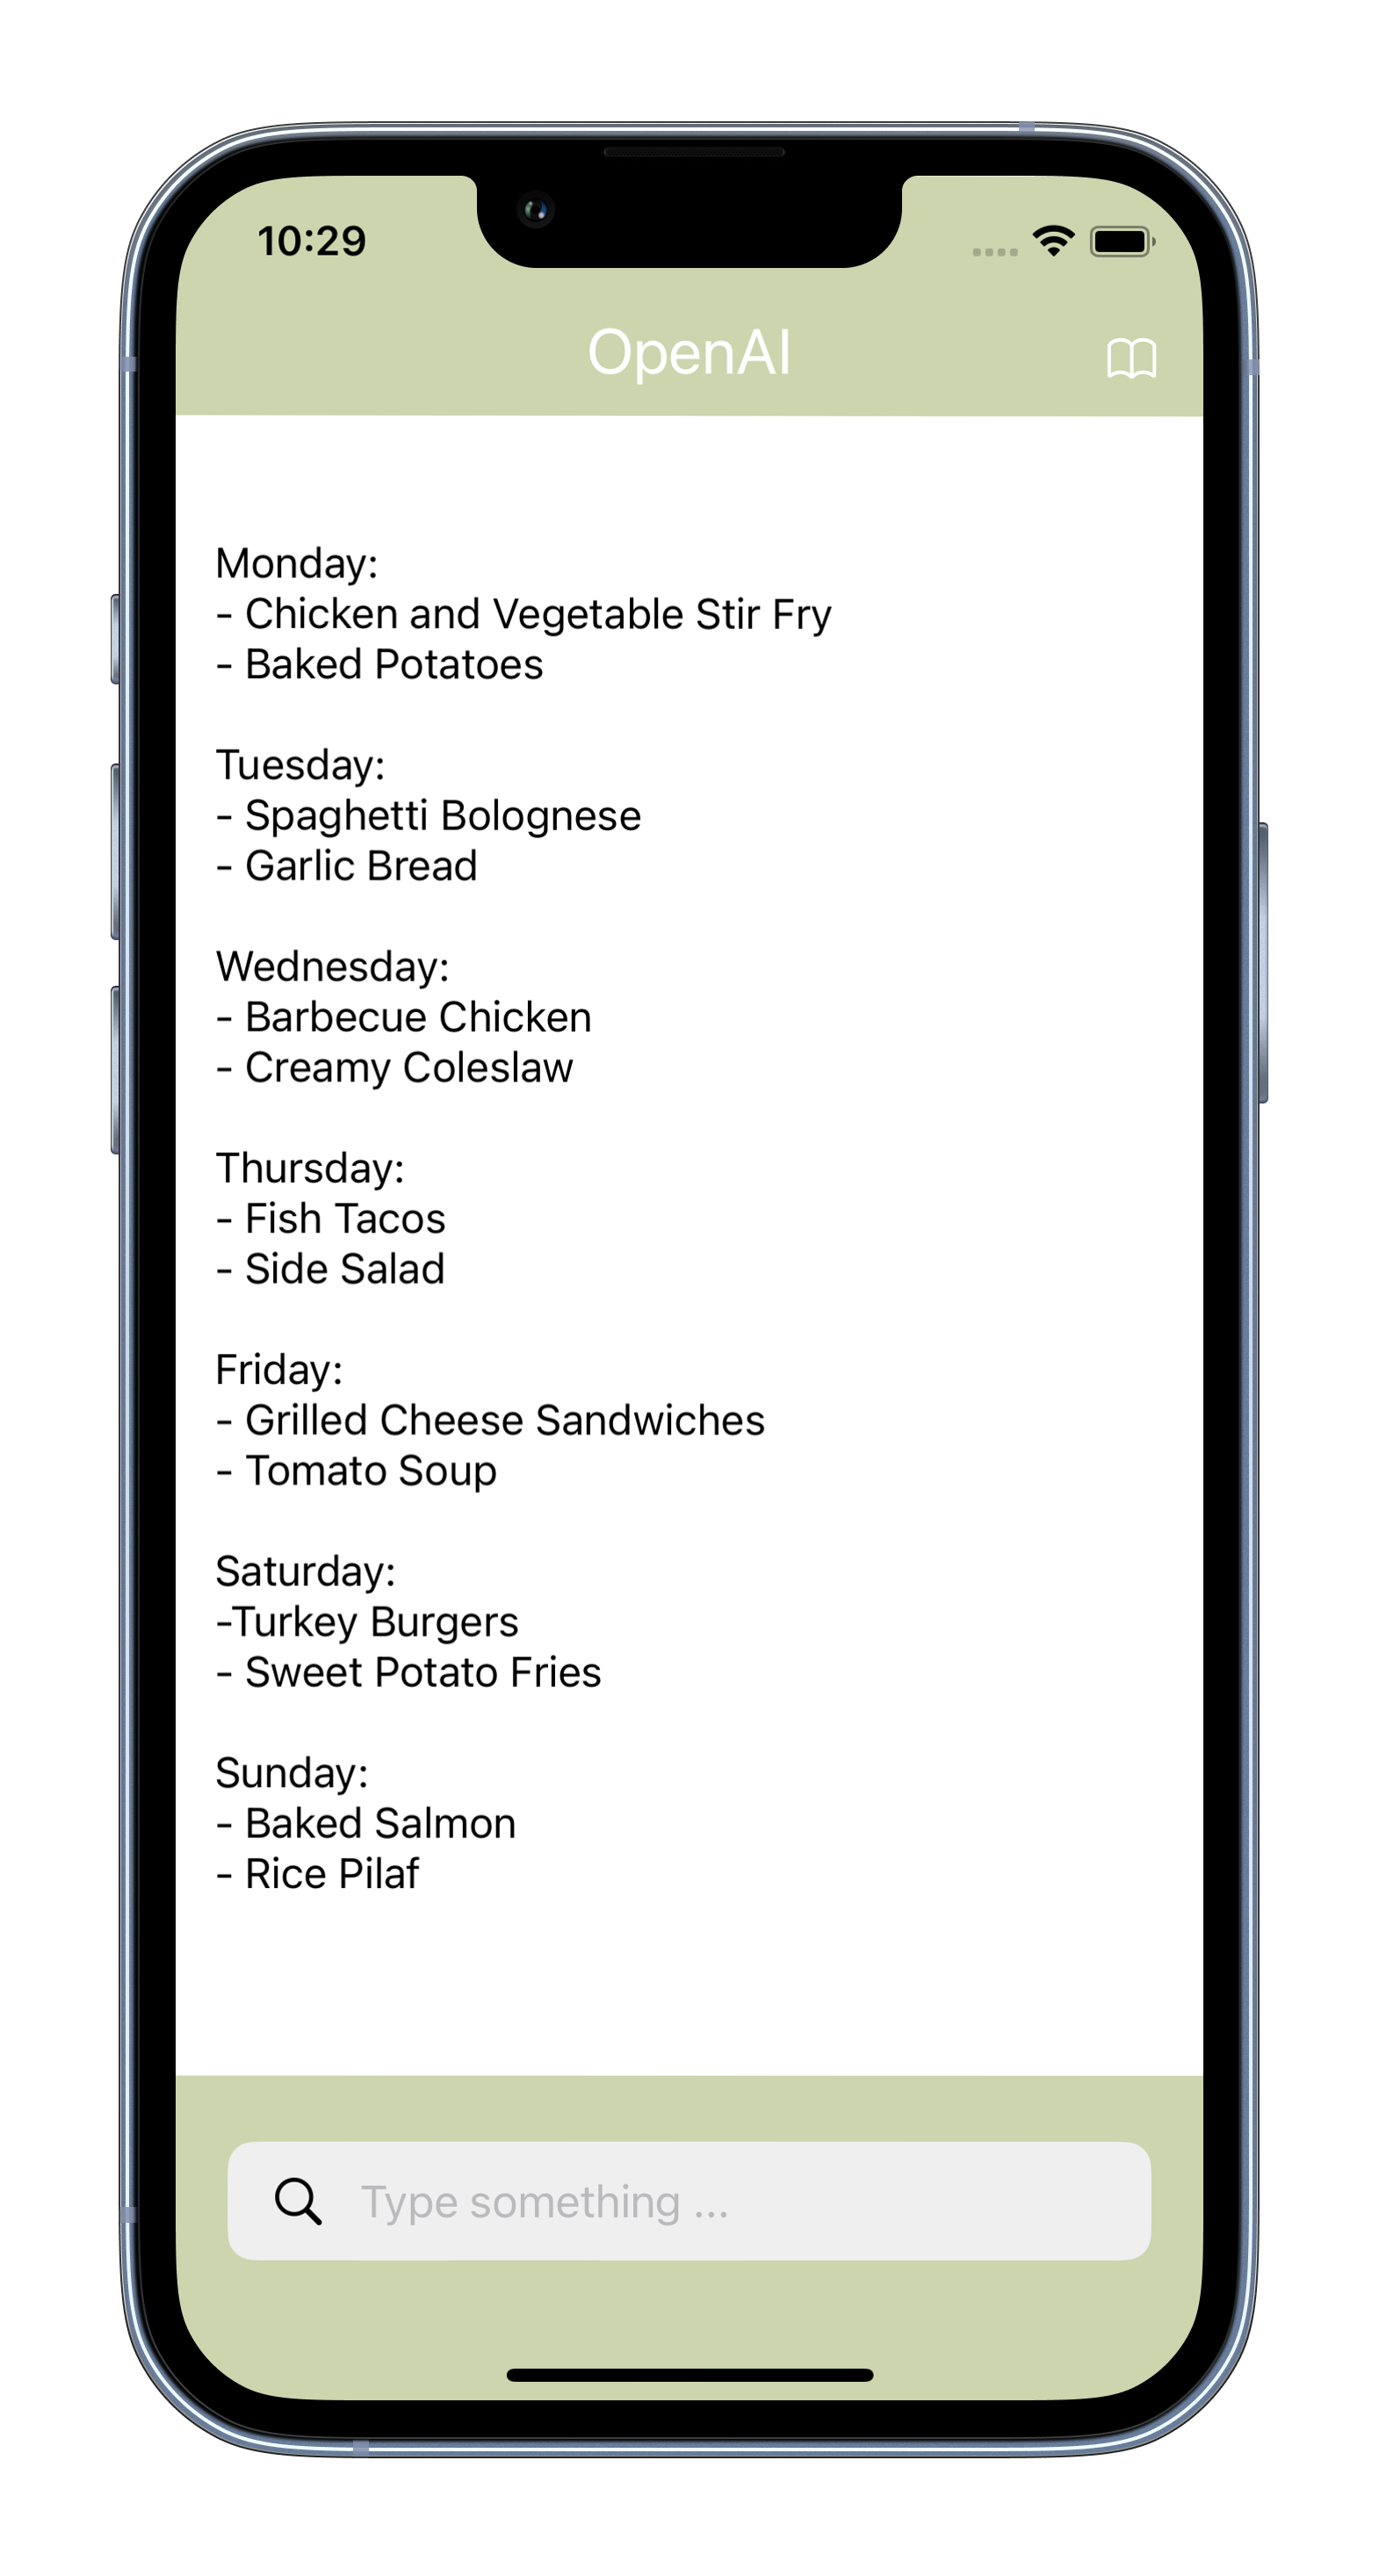 10:29
OpenAI
Monday:
- Chicken and Vegetable Stir Fry
- Baked Potatoes
Tuesday:
- Spaghetti Bolognese
- Garlic Bread
Wednesday:
- Barbecue Chicken
- Creamy Coleslaw
Thursday:
- Fish Tacos
- Side Salad
Friday:
- Grilled Cheese Sandwiches
- Tomato Soup
Saturday:
-Turkey Burgers
- Sweet Potato Fries
Sunday:
- Baked Salmon
- Rice Pilaf
Type something ...